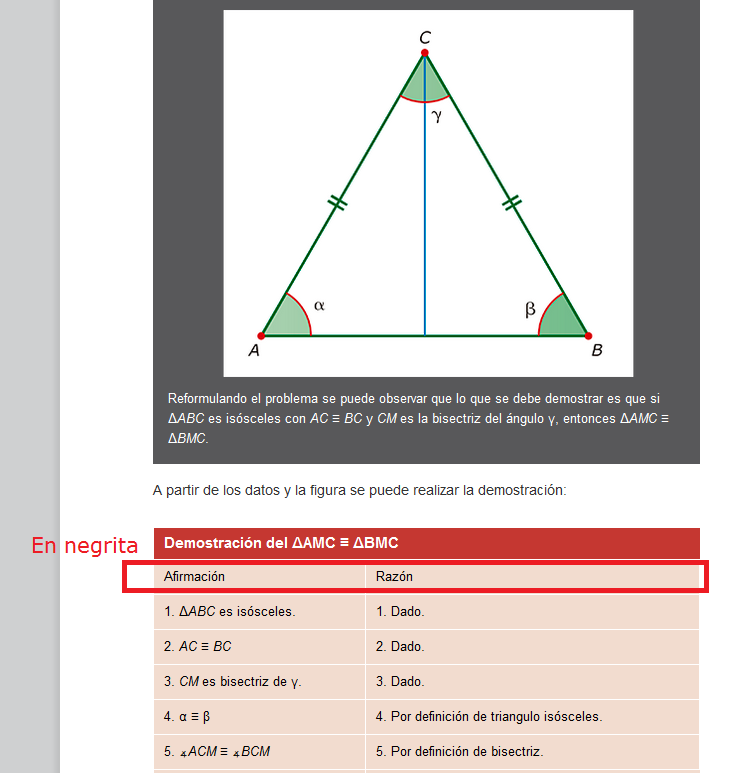 C
γ
α
β
A
B
Reformulando el problema se puede observar que lo que se debe demostrar es que si
ΔABC es isósceles con AC ≡ BC y CM es la bisectriz del ángulo γ, entonces ΔAMC ≡
ΔBMC.
A partir de los datos y la figura se puede realizar la demostración:
En negrita
Demostración del ΔAMC ≡ ΔBMC
Afirmación Razón
1. ΔABC es isósceles. 1. Dado.
2. AC ≡ BC 2. Dado.
3. CM es bisectriz de γ. 3. Dado.
4. α ≡ β 4. Por definición de triangulo isósceles.
5. ∡ACM ≡ ∡BCM 5. Por definición de bisectriz.